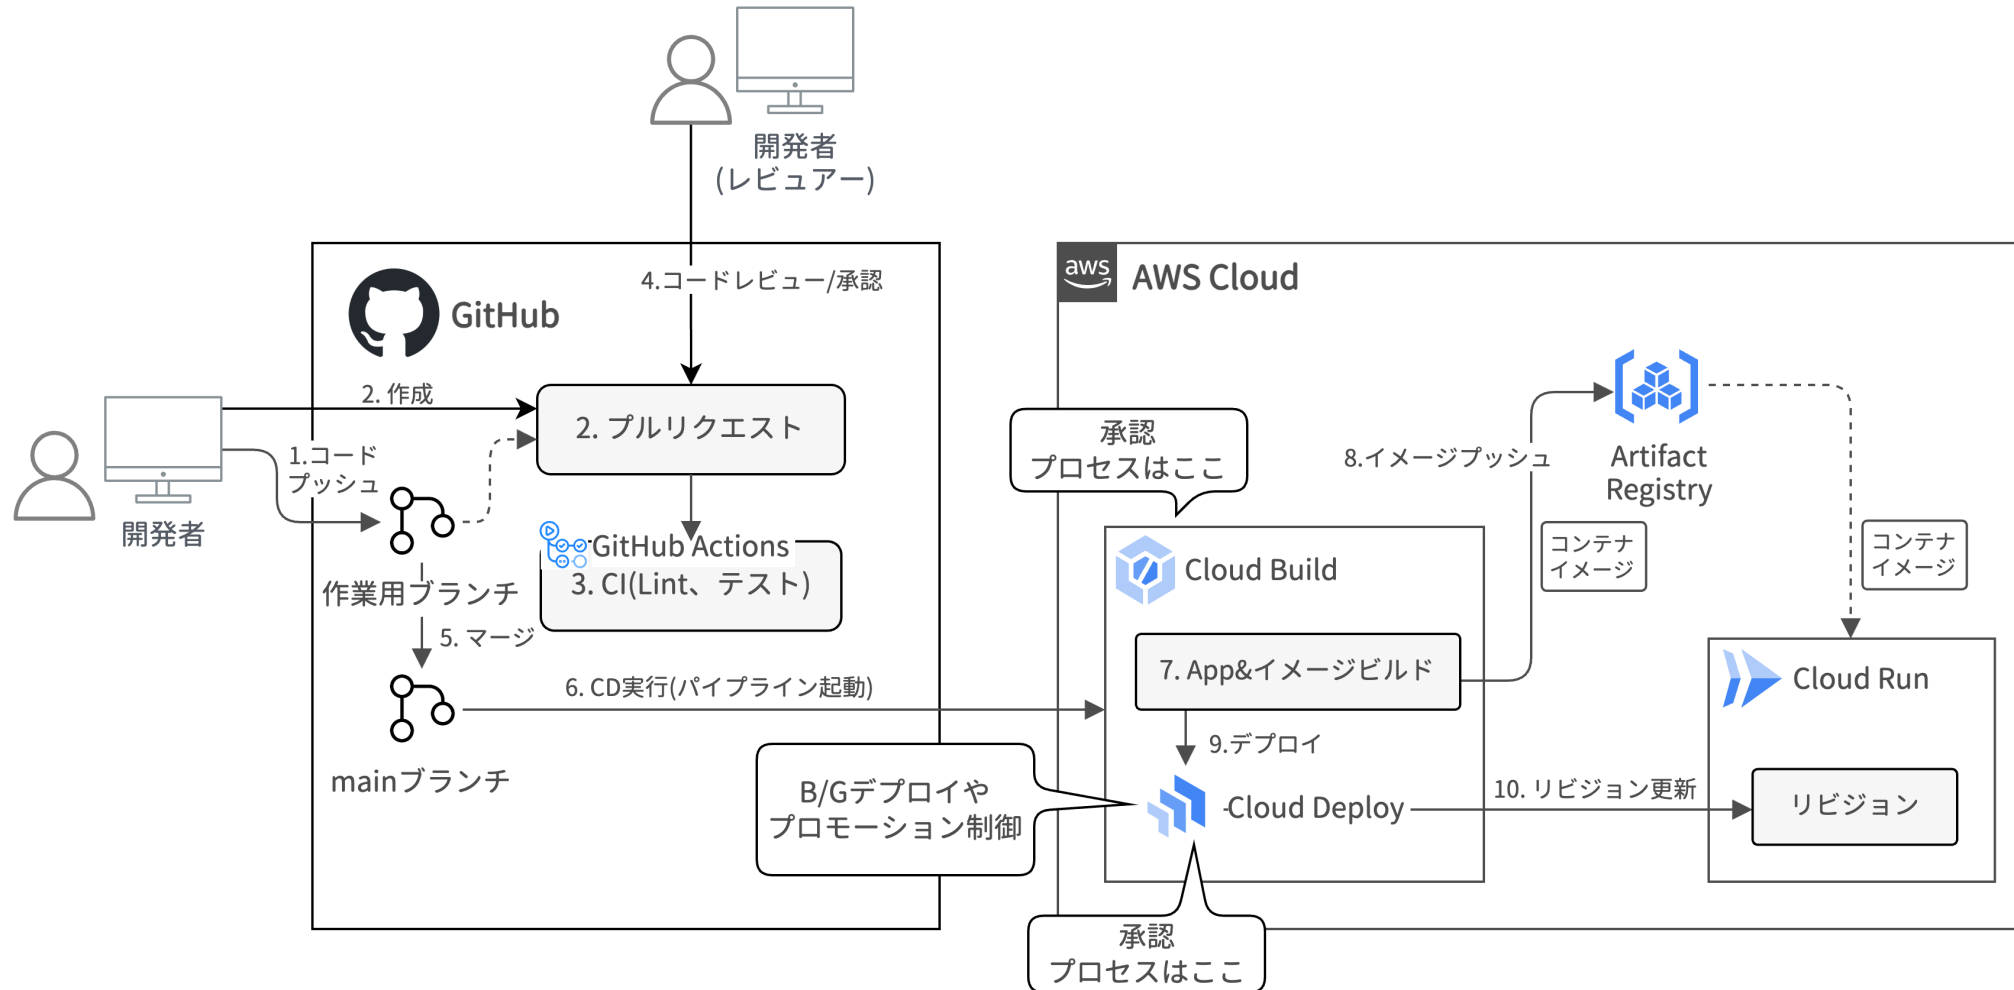 開発者
(レビュアー)
4.コードレビュー/承認
GitHub
2. 作成
2. プルリクエスト
1.コード
プッシュ
開発者
GitHub Actions
3. CI(Lint、テスト)
作業用ブランチ
5. マージ
6. CD実行(パイプライン起動)
mainブランチ
aws
AWS Cloud
承認
プロセスはここ
8.イメージプッシュ
Artifact
Registry
コンテナ
イメージ
コンテナ
イメージ
Cloud Build
7. App&イメージビルド
9.デプロイ
B/Gデプロイや
プロモーション制御
Cloud Deploy
10. リビジョン更新
Cloud Run
リビジョン
承認
プロセスはここ